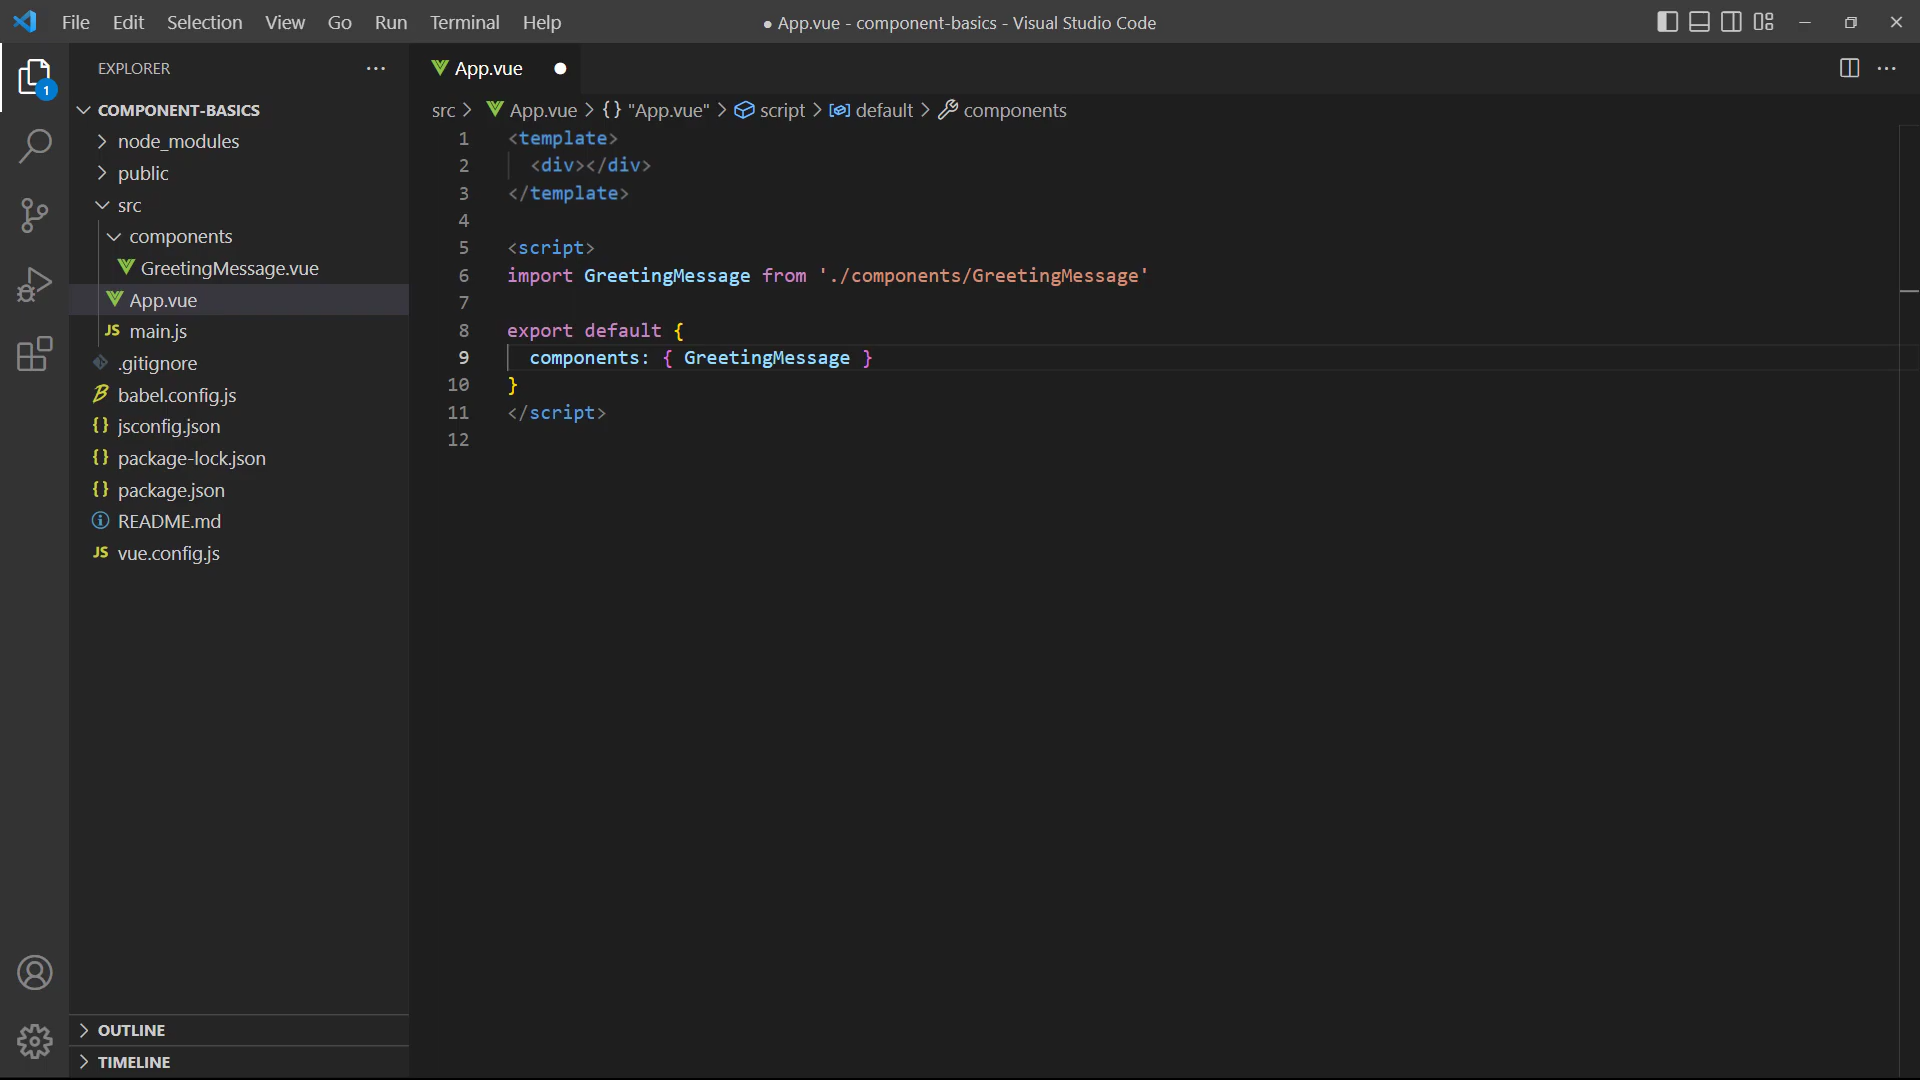 File Edit Selection View Go Run Terminal Help
● App.vue - component-basics - Visual Studio Code
EXPLORER
1
COMPONENT-BASICS
node_modules
public
src
components
GreetingMessage.vue
App.vue
JS main.js
.gitignore
babel.config.js
{} jsconfig.json
{} package-lock.json
{} package.json
README.md
JS vue.config.js
OUTLINE
TIMELINE
App.vue ●
src > App.vue > {} "App.vue" > script > default > components
1 <template>
2 <div></div>
3 </template>
4
5 <script>
6 import GreetingMessage from './components/GreetingMessage'
7
8 export default {
9 components: { GreetingMessage }
10 }
11 </script>
12